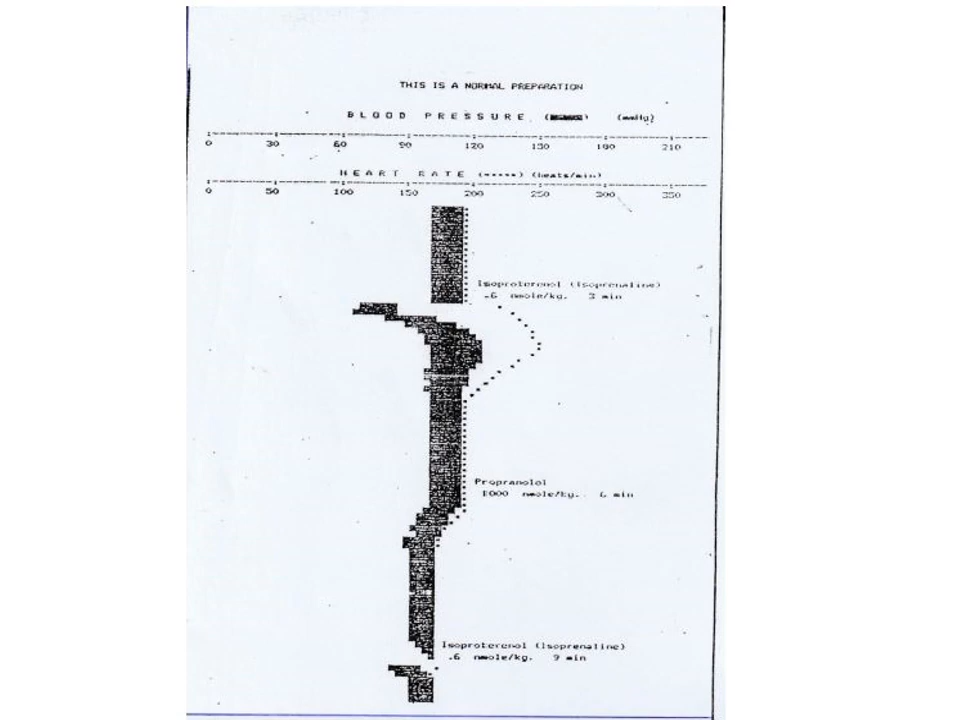 THIS IS A NORMAL PREPARATION
BLOOD PRESSURE ( ) (mmHg)
0 30 60 90 120 150 180 210
HEART RATE (-----) (beats/min)
0 50 100 150 200 250 300 350
Isoproterenol (Isoprenaline)
.6 nmole/kg. 3 min
Propranolol
nmole/kg. 6 min
Isoproterenol (Isoprenaline)
.6 nmole/kg. 9 min